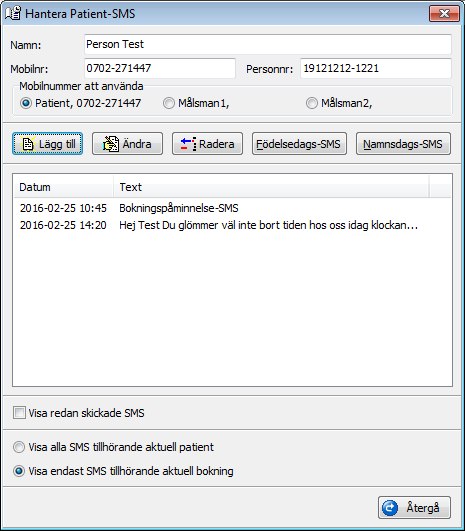 Hantera Patient-SMS
Namn: Person Test
Mobilnr: 0702-271447 Personnr: 19121212-1221
Mobilnummer att använda
Patient, 0702-271447 Målsman1, Målsman2,
Lägg till Ändra Radera Födelsedags-SMS Namnsdags-SMS
Datum Text
2016-02-25 10:45 Bokningspåminnelse-SMS
2016-02-25 14:20 Hej Test Du glömmer väl inte bort tiden hos oss idag klockan...
Visa redan skickade SMS
Visa alla SMS tillhörande aktuell patient
Visa endast SMS tillhörande aktuell bokning
Återgå